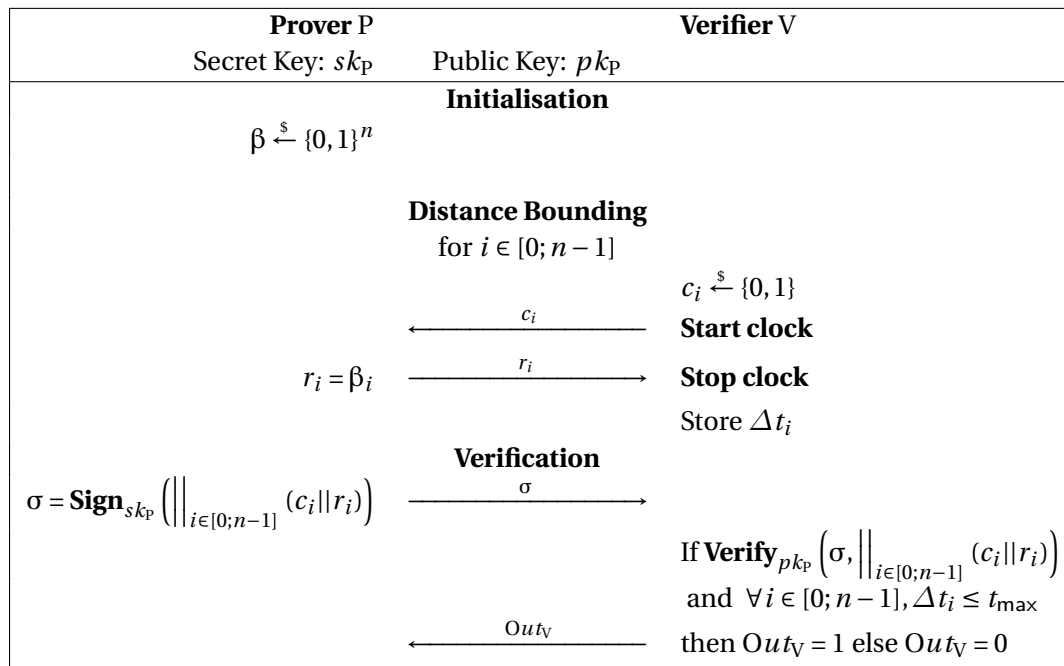 Prover P Verifier V
Secret Key: sk_P Public Key: pk_P
Initialisation
β $← {0, 1}^n
Distance Bounding
for i ∈ [0; n − 1]
c_i $← {0, 1}
c_i Start clock
r_i = β_i r_i Stop clock
Store Δt_i
Verification
σ = Sign_{sk_P} (||_{i∈[0;n−1]} (c_i||r_i)) σ
If Verify_{pk_P} (σ, ||_{i∈[0;n−1]} (c_i||r_i))
and ∀i ∈ [0; n − 1], Δt_i ≤ t_max
Out_V then Out_V = 1 else Out_V = 0